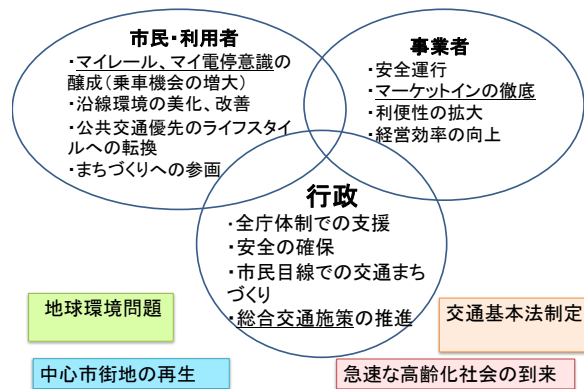 市民・利用者
・マイレール、マイ電停意識の
醸成（乗車機会の増大）
・沿線環境の美化、改善
・公共交通優先のライフスタイ
ルへの転換
・まちづくりへの参画
事業者
・安全運行
・マーケットインの徹底
・利便性の拡大
・経営効率の向上
行政
・全庁体制での支援
・安全の確保
・市民目線での交通まち
づくり
・総合交通施策の推進
地球環境問題
交通基本法制定
中心市街地の再生
急速な高齢化社会の到来